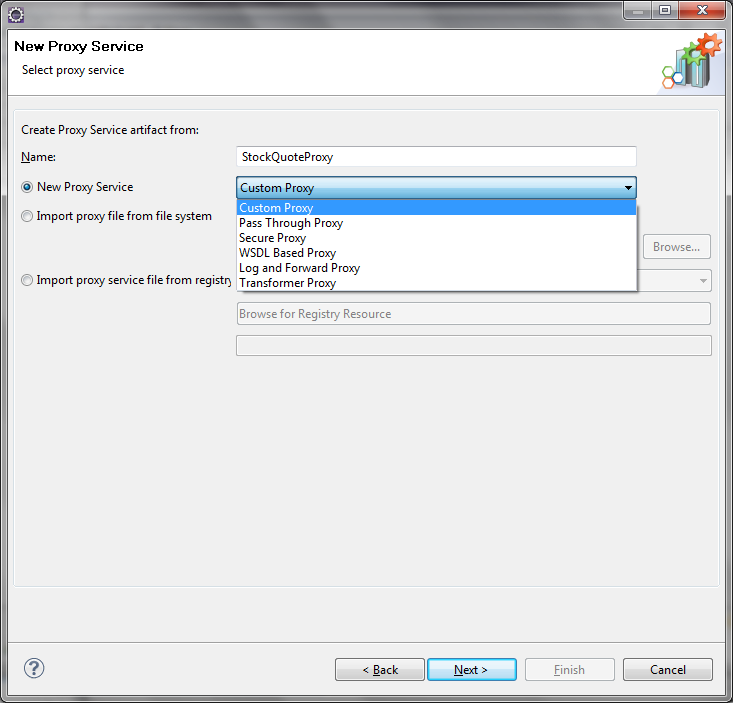 New Proxy Service
Select proxy service
Create Proxy Service artifact from:
Name:
StockQuoteProxy
New Proxy Service
Custom Proxy
Custom Proxy
Pass Through Proxy
Import proxy file from file system
Secure Proxy
WSDL Based Proxy
Browse...
Log and Forward Proxy
Transformer Proxy
Import proxy service file from registry
Browse for Registry Resource
?
< Back
Next >
Finish
Cancel